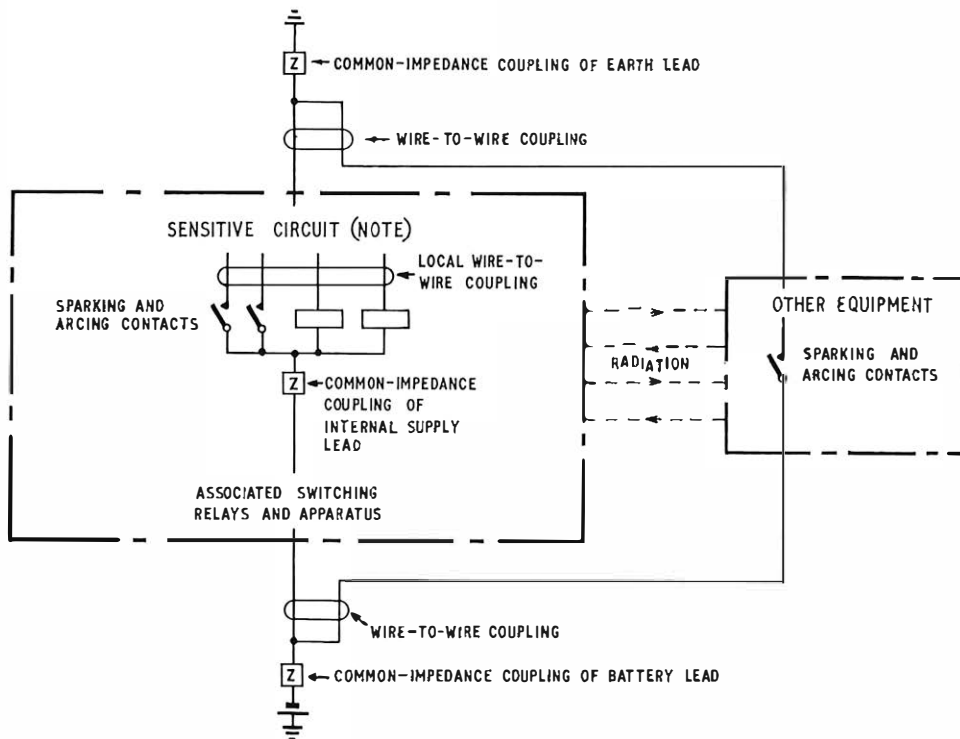 Z
COMMON-IMPEDANCE COUPLING OF EARTH LEAD
WIRE-TO-WIRE COUPLING
SENSITIVE CIRCUIT (NOTE)
LOCAL WIRE-TO-
WIRE COUPLING
SPARKING AND
ARCING CONTACTS
Z
COMMON-IMPEDANCE
COUPLING OF
INTERNAL SUPPLY
LEAD
ASSOCIATED SWITCHING
RELAYS AND APPARATUS
RADIATION
OTHER EQUIPMENT
SPARKING AND
ARCING CONTACTS
WIRE-TO-WIRE COUPLING
Z
COMMON-IMPEDANCE COUPLING OF BATTERY LEAD